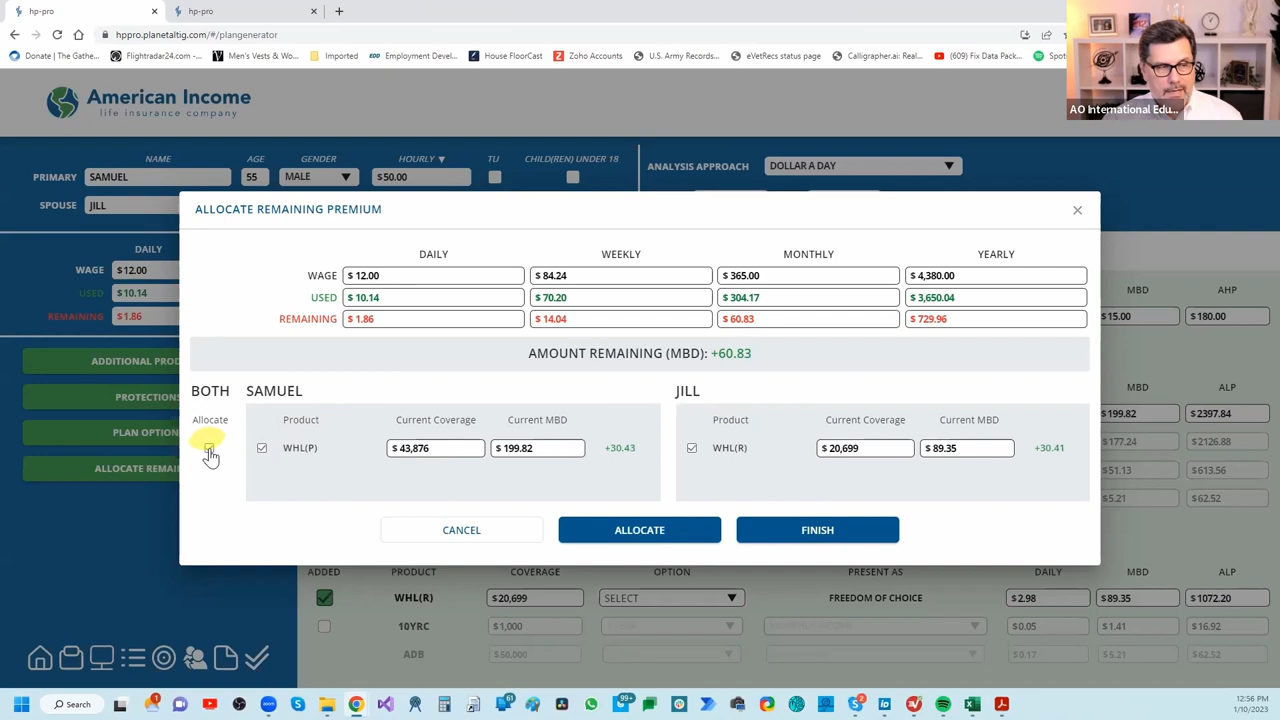 hp-pro
hp-pro
hppro.planetaltig.com/#/plangenerator
Donate | The Gathe...
Flightradar24.com -...
Men's Vests & Wo...
Imported
EDD
Employment Devel...
House FloorCast
Zoho Accounts
U.S. Army Records...
eVetRecs status page
Calligrapher.ai: Real...
(609) Fix Data Pack...
Spot
AO International Edu...
American Income
life insurance company
NAME AGE GENDER HOURLY ▼ TU CHILD(REN) UNDER 18
PRIMARY SAMUEL 55 MALE $50.00
ANALYSIS APPROACH DOLLAR A DAY
SPOUSE JILL
ALLOCATE REMAINING PREMIUM
DAILY WEEKLY MONTHLY YEARLY
WAGE $ 12.00 $ 84.24 $ 365.00 $ 4,380.00
USED $ 10.14 $ 70.20 $ 304.17 $ 3,650.04
REMAINING $ 1.86 $ 14.04 $ 60.83 $ 729.96
AMOUNT REMAINING (MBD): +60.83
BOTH SAMUEL JILL
Allocate Product Current Coverage Current MBD Product Current Coverage Current MBD
WHL(P) $ 43,876 $ 199.82 +30.43 WHL(R) $ 20,699 $ 89.35 +30.41
CANCEL ALLOCATE FINISH
DAILY
WAGE $12.00
USED $10.14
REMAINING $1.86
ADDITIONAL PROD
PROTECTIONS
PLAN OPTION
ALLOCATE REMAI
MBD AHP
$15.00 $180.00
MBD ALP
$199.82 $2397.84
$177.24 $2126.88
$51.13 $613.56
$5.21 $62.52
ADDED PRODUCT COVERAGE OPTION PRESENT AS DAILY MBD ALP
WHL(R) $20,699 SELECT FREEDOM OF CHOICE $2.98 $89.35 $1072.20
10YRC $1,000 $0.05 $1.41 $16.92
ADB $50,000 $0.17 $5.21 $62.52
Search
1
61
99+
2
12:56 PM
1/10/2023